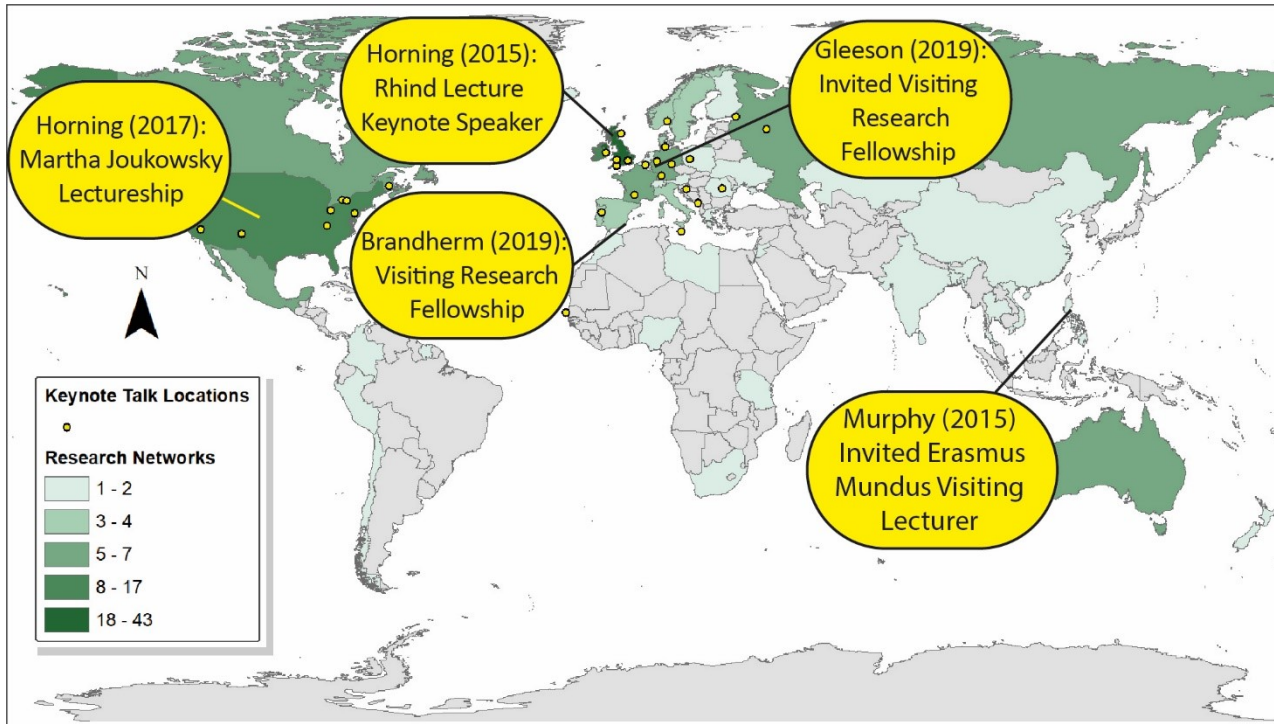 Horning (2015):
Rhind Lecture
Keynote Speaker
Gleeson (2019):
Invited Visiting
Research
Fellowship
Horning (2017):
Martha Joukowsky
Lectureship
Brandherm (2019):
Visiting Research
Fellowship
N
Murphy (2015)
Invited Erasmus
Mundus Visiting
Lecturer
Keynote Talk Locations
Research Networks
1 - 2
3 - 4
5 - 7
8 - 17
18 - 43